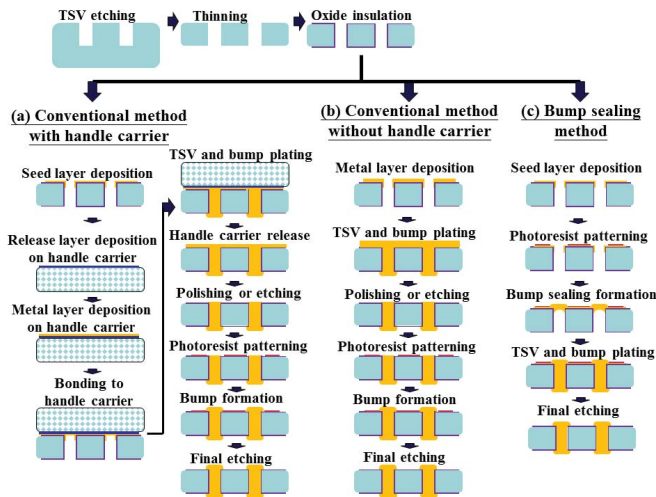 TSV etching
Thinning
Oxide insulation
(a) Conventional method
with handle carrier
Seed layer deposition
Release layer deposition
on handle carrier
Metal layer deposition
on handle carrier
Bonding to
handle carrier
TSV and bump plating
Handle carrier release
Polishing or etching
Photoresist patterning
Bump formation
Final etching
(b) Conventional method
without handle carrier
Metal layer deposition
TSV and bump plating
Polishing or etching
Photoresist patterning
Bump formation
Final etching
(c) Bump sealing
method
Seed layer deposition
Photoresist patterning
Bump sealing formation
TSV and bump plating
Final etching